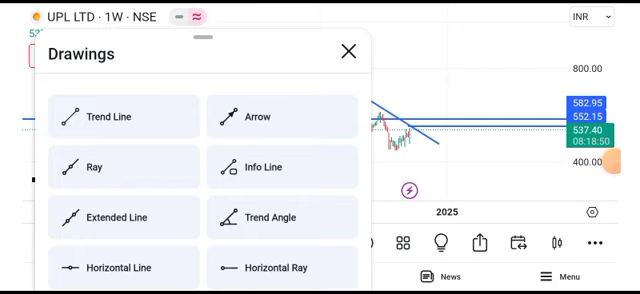 UPL LTD · 1W · NSE
INR
Drawings
Trend Line
Arrow
Ray
Info Line
Extended Line
Trend Angle
Horizontal Line
Horizontal Ray
800.00
582.95
552.15
537.40
08:18:50
400.00
2025
News
Menu